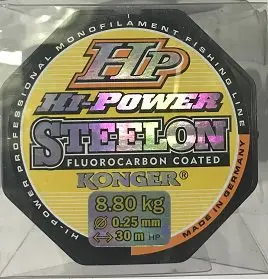 PROFESSIONAL MONOFILAMENT FISHING LINE
HP
HI-POWER
STEELON
FLUOROCARBON COATED
KONGER®
8.80 kg
Ø 0.25 mm
↔ 30 m HP
MADE IN GERMANY
HI-POWER